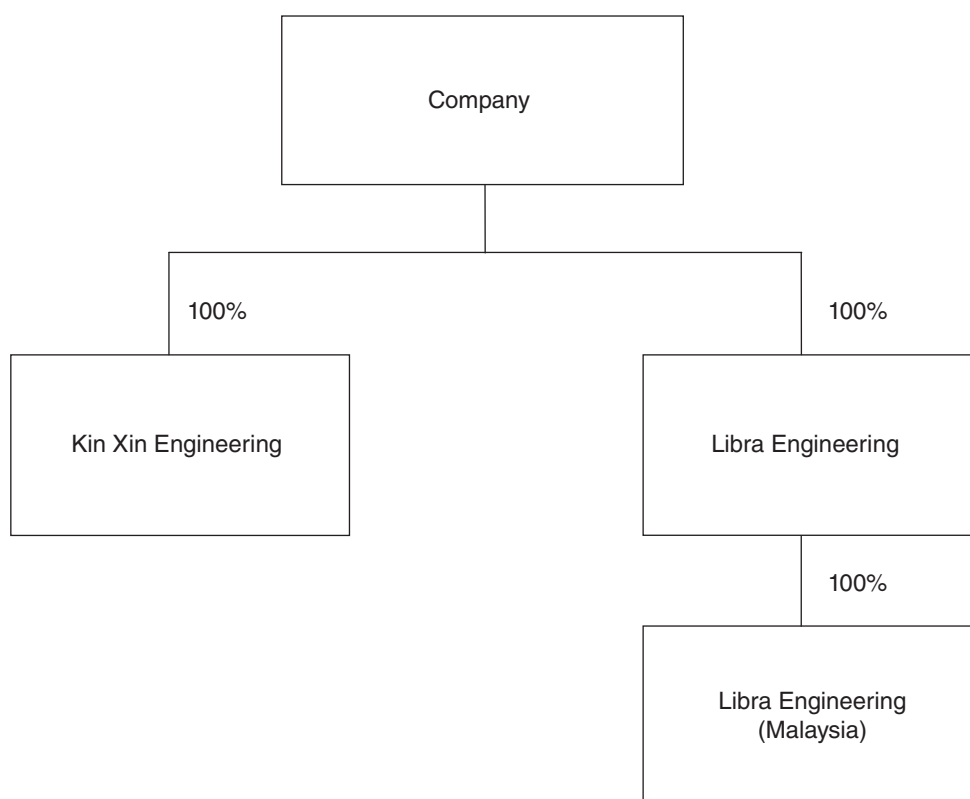 Company
100%
100%
Kin Xin Engineering
Libra Engineering
100%
Libra Engineering
(Malaysia)